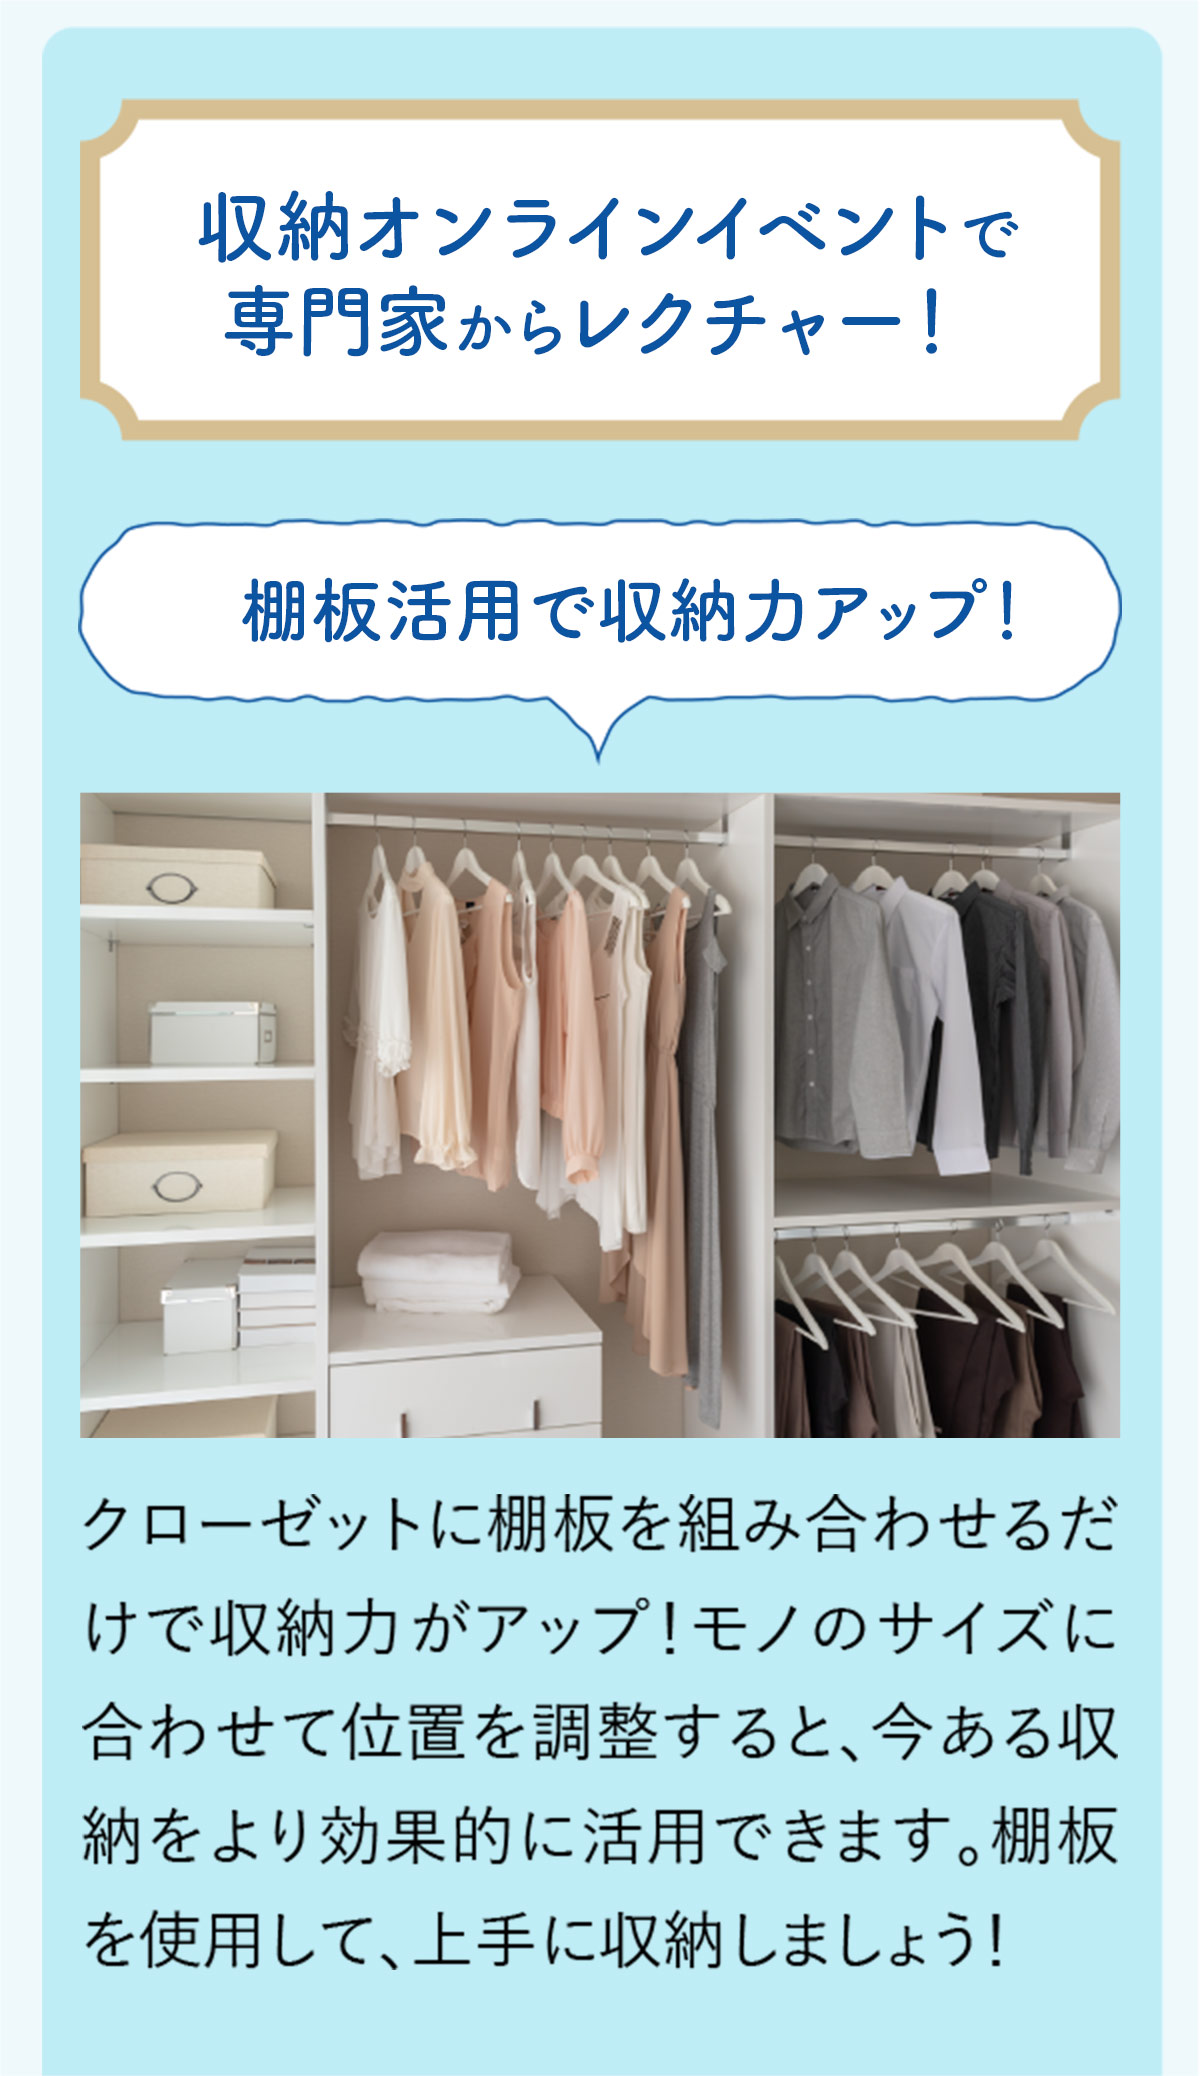 収納オンラインイベントで
専門家からレクチャー！
棚板活用で収納力アップ！
クローゼットに棚板を組み合わせるだ
けで収納力がアップ！モノのサイズに
合わせて位置を調整すると、今ある収
納をより効果的に活用できます。棚板
を使用して、上手に収納しましょう！